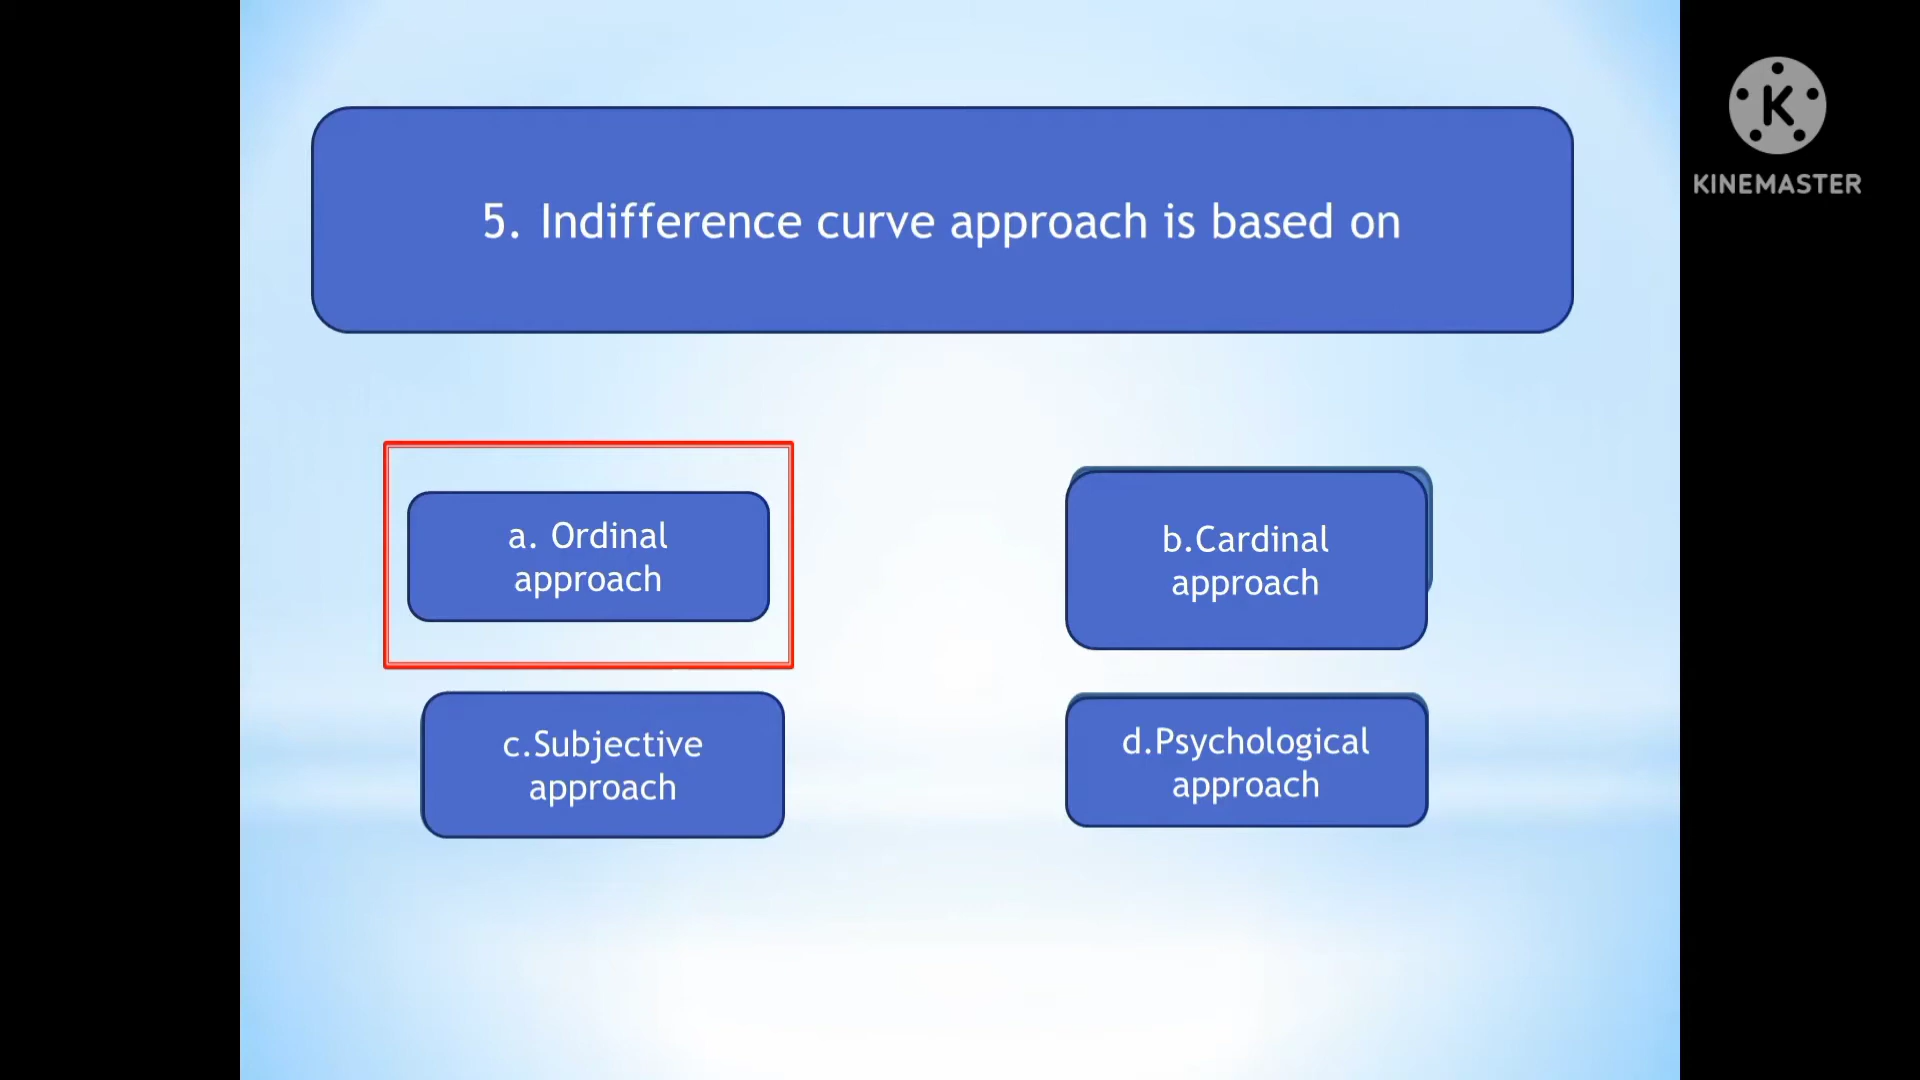 5. Indifference curve approach is based on
a. Ordinal
approach
b.Cardinal
approach
c.Subjective
approach
d.Psychological
approach
K
KINEMASTER